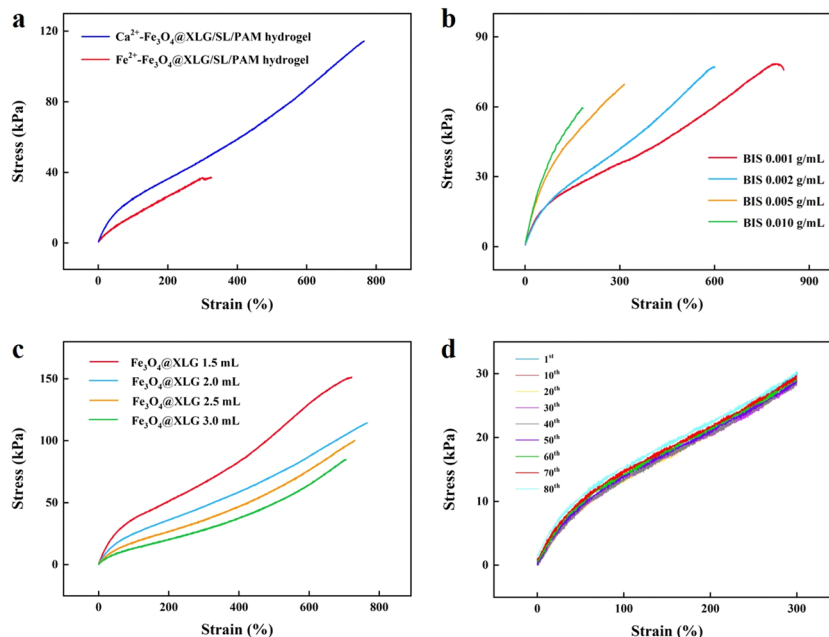 a
120
80
40
0
Stress (kPa)
Ca²⁺-Fe₃O₄@XLG/SL/PAM hydrogel
Fe²⁺-Fe₃O₄@XLG/SL/PAM hydrogel
0 200 400 600 800
Strain (%)
b
90
60
30
0
Stress (kPa)
BIS 0.001 g/mL
BIS 0.002 g/mL
BIS 0.005 g/mL
BIS 0.010 g/mL
0 300 600 900
Strain (%)
c
150
100
50
0
Stress (kPa)
Fe₃O₄@XLG 1.5 mL
Fe₃O₄@XLG 2.0 mL
Fe₃O₄@XLG 2.5 mL
Fe₃O₄@XLG 3.0 mL
0 200 400 600 800
Strain (%)
d
30
20
10
0
Stress (kPa)
1ˢᵗ
10ᵗʰ
20ᵗʰ
30ᵗʰ
40ᵗʰ
50ᵗʰ
60ᵗʰ
70ᵗʰ
80ᵗʰ
0 100 200 300
Strain (%)